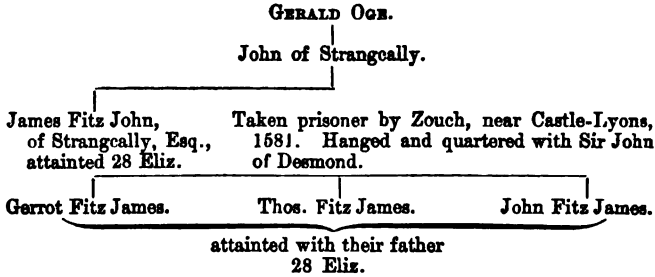 GERALD OGE.
John of Strangcally.
James Fitz John,
of Strangcally, Esq.,
attainted 28 Eliz.
Taken prisoner by Zouch, near Castle-Lyons,
1581. Hanged and quartered with Sir John
of Desmond.
Gerrot Fitz James. Thos. Fitz James. John Fitz James.
attainted with their father
28 Eliz.